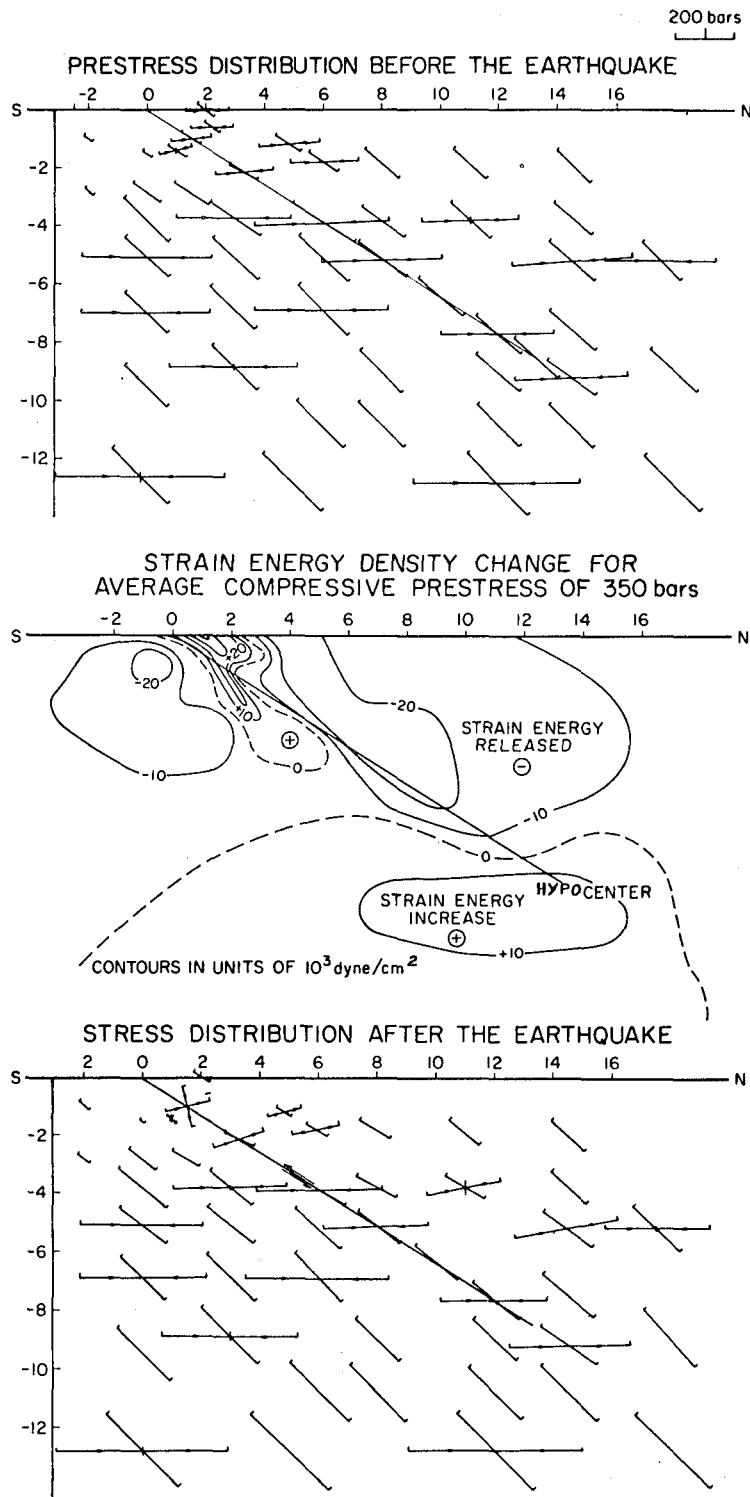 200 bars
PRESTRESS DISTRIBUTION BEFORE THE EARTHQUAKE
S -2 0 2 4 6 8 10 12 14 16 N
-2
-4
-6
-8
-10
-12
STRAIN ENERGY DENSITY CHANGE FOR
AVERAGE COMPRESSIVE PRESTRESS OF 350 bars
S -2 0 2 4 6 8 10 12 14 16 N
+20
-20
-20
+10
STRAIN ENERGY
RELEASED
+
0
-
-10
-10
0
HYPOCENTER
STRAIN ENERGY
INCREASE
+
+10
CONTOURS IN UNITS OF 10³ dyne/cm²
STRESS DISTRIBUTION AFTER THE EARTHQUAKE
S 2 0 2 4 6 8 10 12 14 16 N
-2
-4
-6
-8
-10
-12